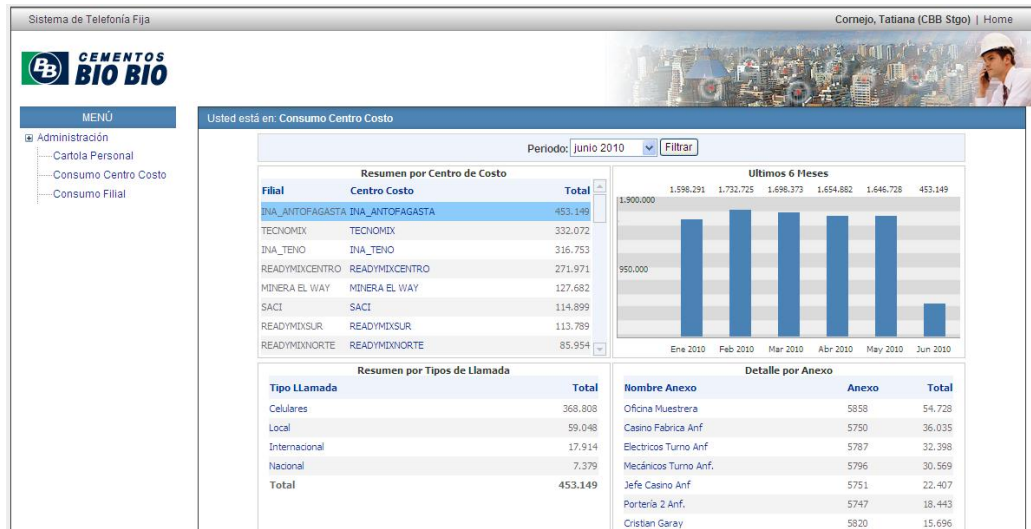 Sistema de Telefonía Fija
Cornejo, Tatiana (CBB Stgo) | Home
BB CEMENTOS
BIO BIO
MENÚ
Administración
Cartola Personal
Consumo Centro Costo
Consumo Filial
Usted está en: Consumo Centro Costo
Periodo: junio 2010 Filtrar
Resumen por Centro de Costo
Filial Centro Costo Total
INA_ANTOFAGASTA INA_ANTOFAGASTA 453.149
TECNOMIX TECNOMIX 332.072
INA_TENO INA_TENO 316.753
READYMIXCENTRO READYMIXCENTRO 271.971
MINERA EL WAY MINERA EL WAY 127.682
SACI SACI 114.899
READYMIXSUR READYMIXSUR 113.789
READYMIXNORTE READYMIXNORTE 85.954
Ultimos 6 Meses
1.598.291 1.732.725 1.698.373 1.654.882 1.646.728 453.149
1.900.000
950.000
Ene 2010 Feb 2010 Mar 2010 Abr 2010 May 2010 Jun 2010
Resumen por Tipos de Llamada
Tipo LLamada Total
Celulares 368.808
Local 59.048
Internacional 17.914
Nacional 7.379
Total 453.149
Detalle por Anexo
Nombre Anexo Anexo Total
Oficina Muestrera 5858 54.728
Casino Fabrica Anf 5750 36.035
Electricos Turno Anf 5787 32.398
Mecánicos Turno Anf. 5796 30.569
Jefe Casino Anf 5751 22.407
Portería 2 Anf. 5747 18.443
Cristian Garay 5820 15.696